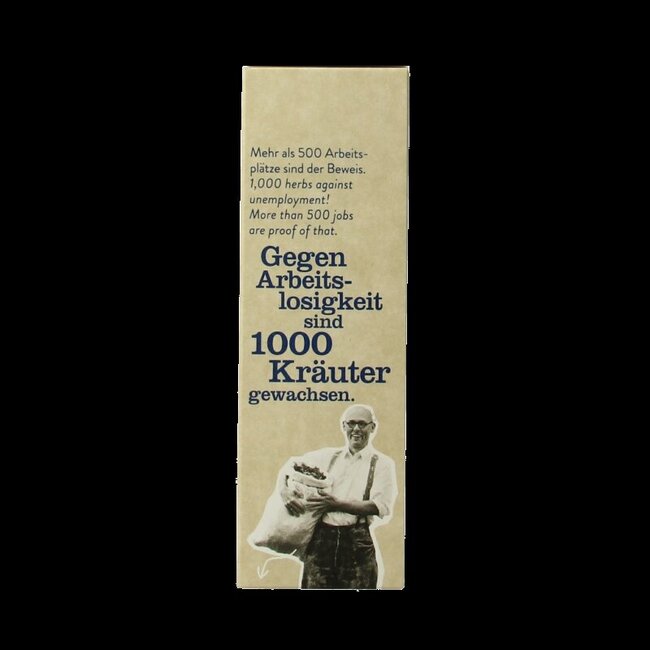 Mehr als 500 Arbeits-
plätze sind der Beweis.
1,000 herbs against
unemployment!
More than 500 jobs
are proof of that.
Gegen
Arbeits-
losigkeit
sind
1000
Kräuter
gewachsen.